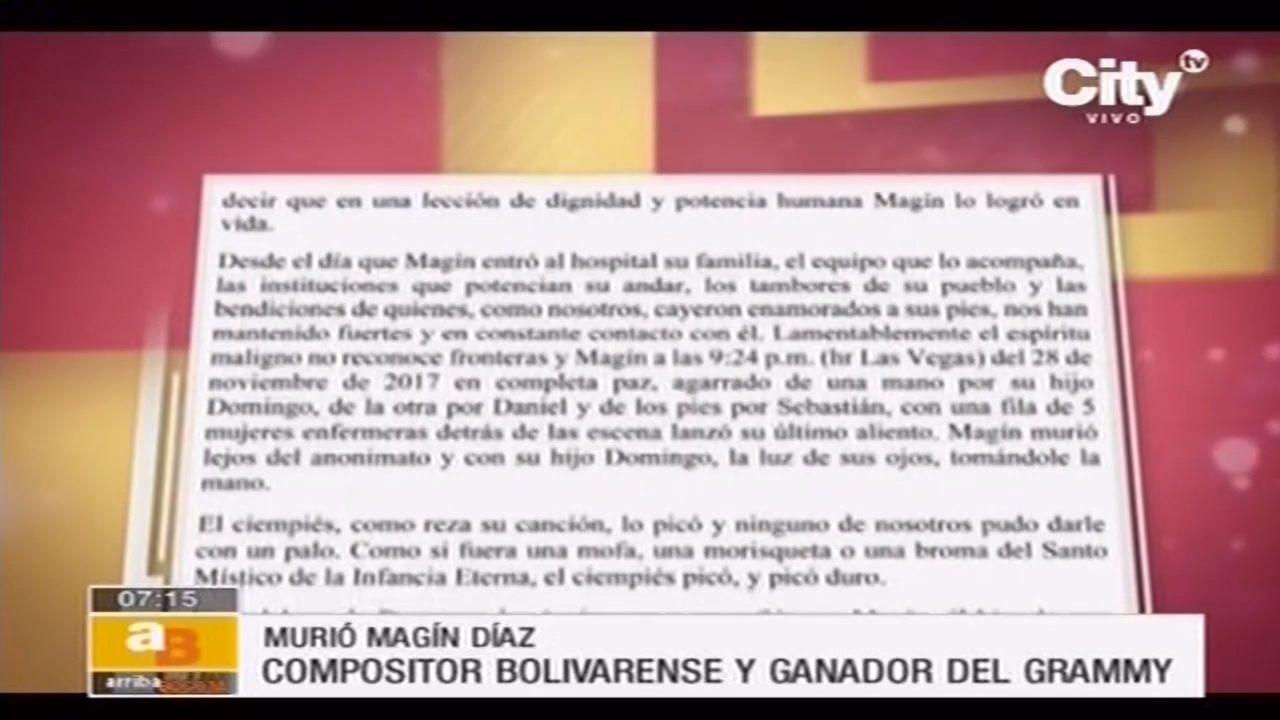 City tv
VIVO
decir que en una lección de dignidad y potencia humana Magín lo logró en
vida.
Desde el día que Magín entró al hospital su familia, el equipo que lo acompaña,
las instituciones que potencian su andar, los tambores de su pueblo y las
bendiciones de quienes, como nosotros, cayeron enamorados a sus pies, nos han
mantenido fuertes y en constante contacto con él. Lamentablemente el espíritu
maligno no reconoce fronteras y Magín a las 9:24 p.m. (hr Las Vegas) del 28 de
noviembre de 2017 en completa paz, agarrado de una mano por su hijo
Domingo, de la otra por Daniel y de los pies por Sebastián, con una fila de 5
mujeres enfermeras detrás de las escena lanzó su último aliento. Magín murió
lejos del anonimato y con su hijo Domingo, la luz de sus ojos, tomándole la
mano.
El ciempiés, como reza su canción, lo picó y ninguno de nosotros pudo darle
con un palo. Como si fuera una mofa, una morisqueta o una broma del Santo
Místico de la Infancia Eterna, el ciempiés picó, y picó duro.
07:15
aB
arriba
MURIÓ MAGÍN DÍAZ
COMPOSITOR BOLIVARENSE Y GANADOR DEL GRAMMY